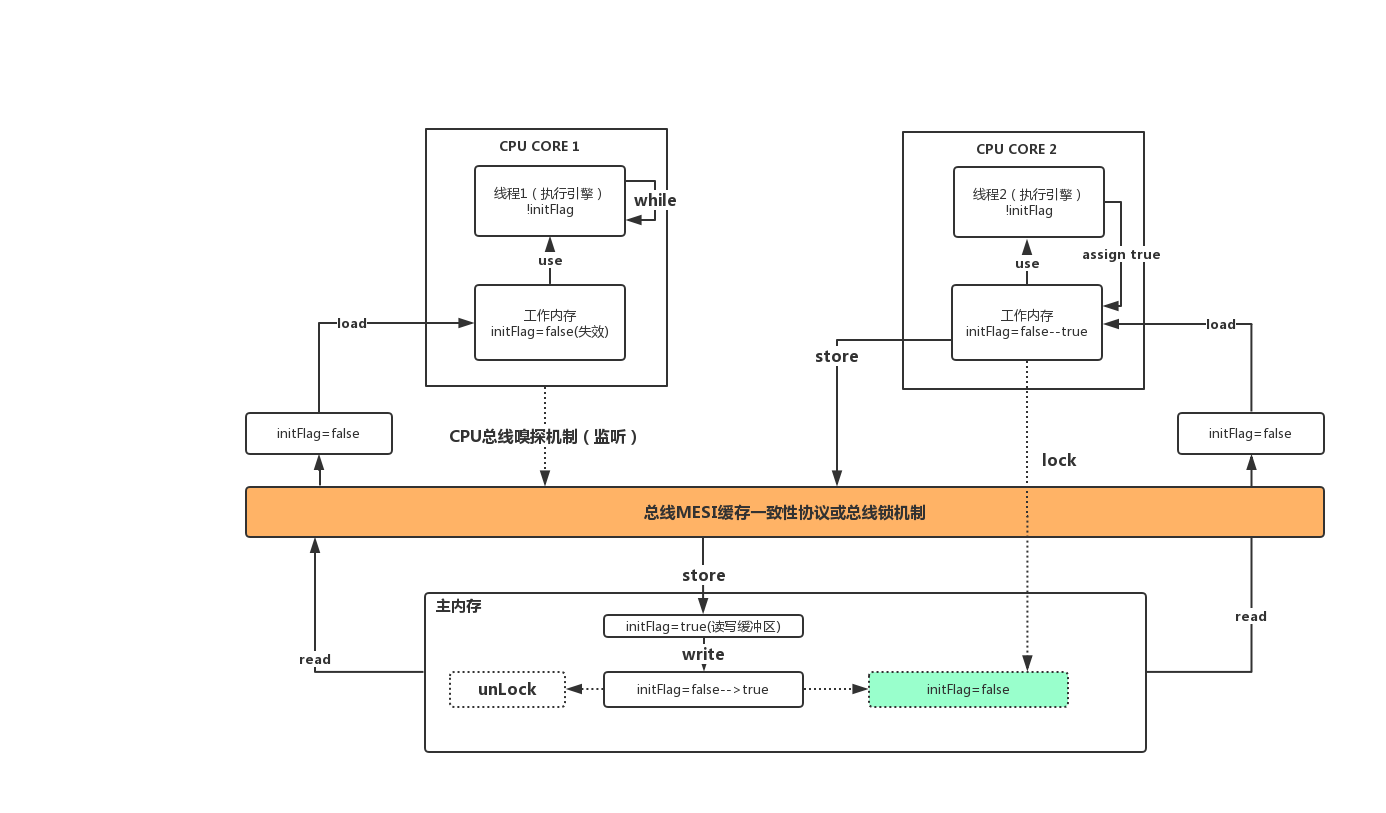 CPU CORE 1
线程1（执行引擎）
!initFlag
while
use
工作内存
initFlag=false(失效)
load
initFlag=false
CPU总线嗅探机制（监听）
CPU CORE 2
线程2（执行引擎）
!initFlag
assign true
use
工作内存
initFlag=false--true
load
store
initFlag=false
lock
总线MESI缓存一致性协议或总线锁机制
store
主内存
initFlag=true(读写缓冲区)
read
read
write
unLock
initFlag=false-->true
initFlag=false